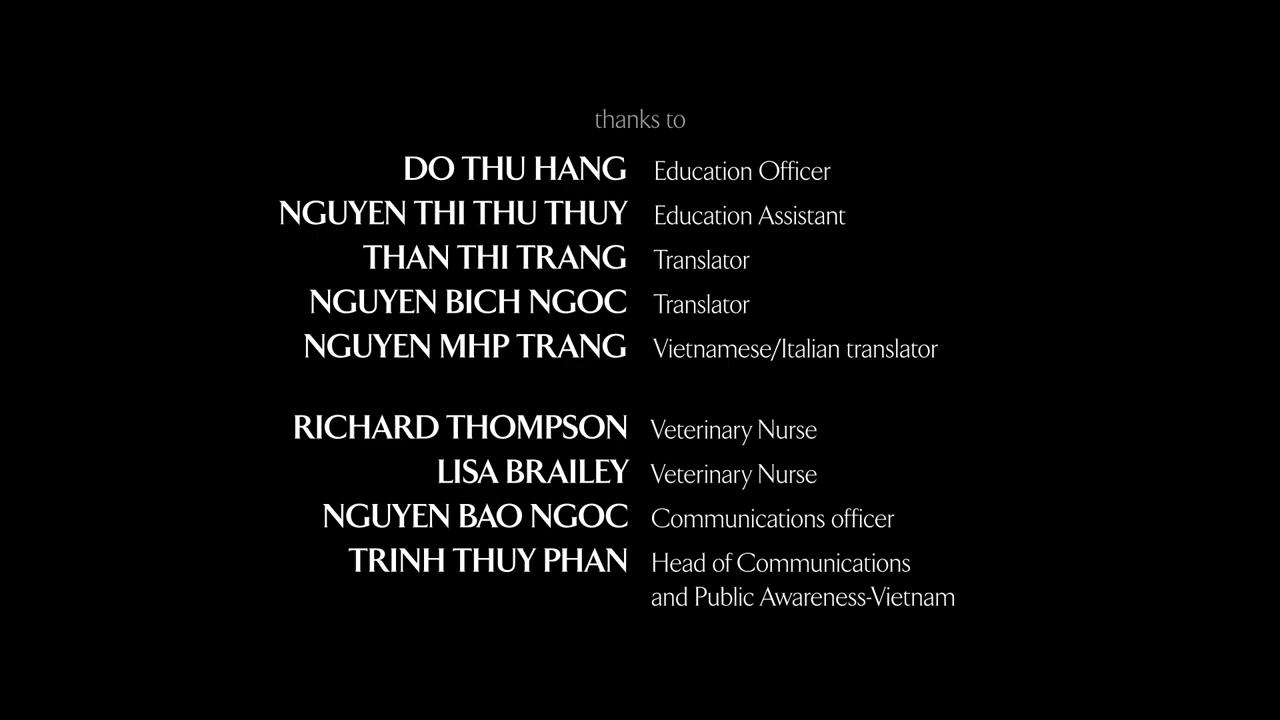 thanks to
DO THU HANG Education Officer
NGUYEN THI THU THUY Education Assistant
THAN THI TRANG Translator
NGUYEN BICH NGOC Translator
NGUYEN MHP TRANG Vietnamese/Italian translator
RICHARD THOMPSON Veterinary Nurse
LISA BRAILEY Veterinary Nurse
NGUYEN BAO NGOC Communications officer
TRINH THUY PHAN Head of Communications
and Public Awareness-Vietnam